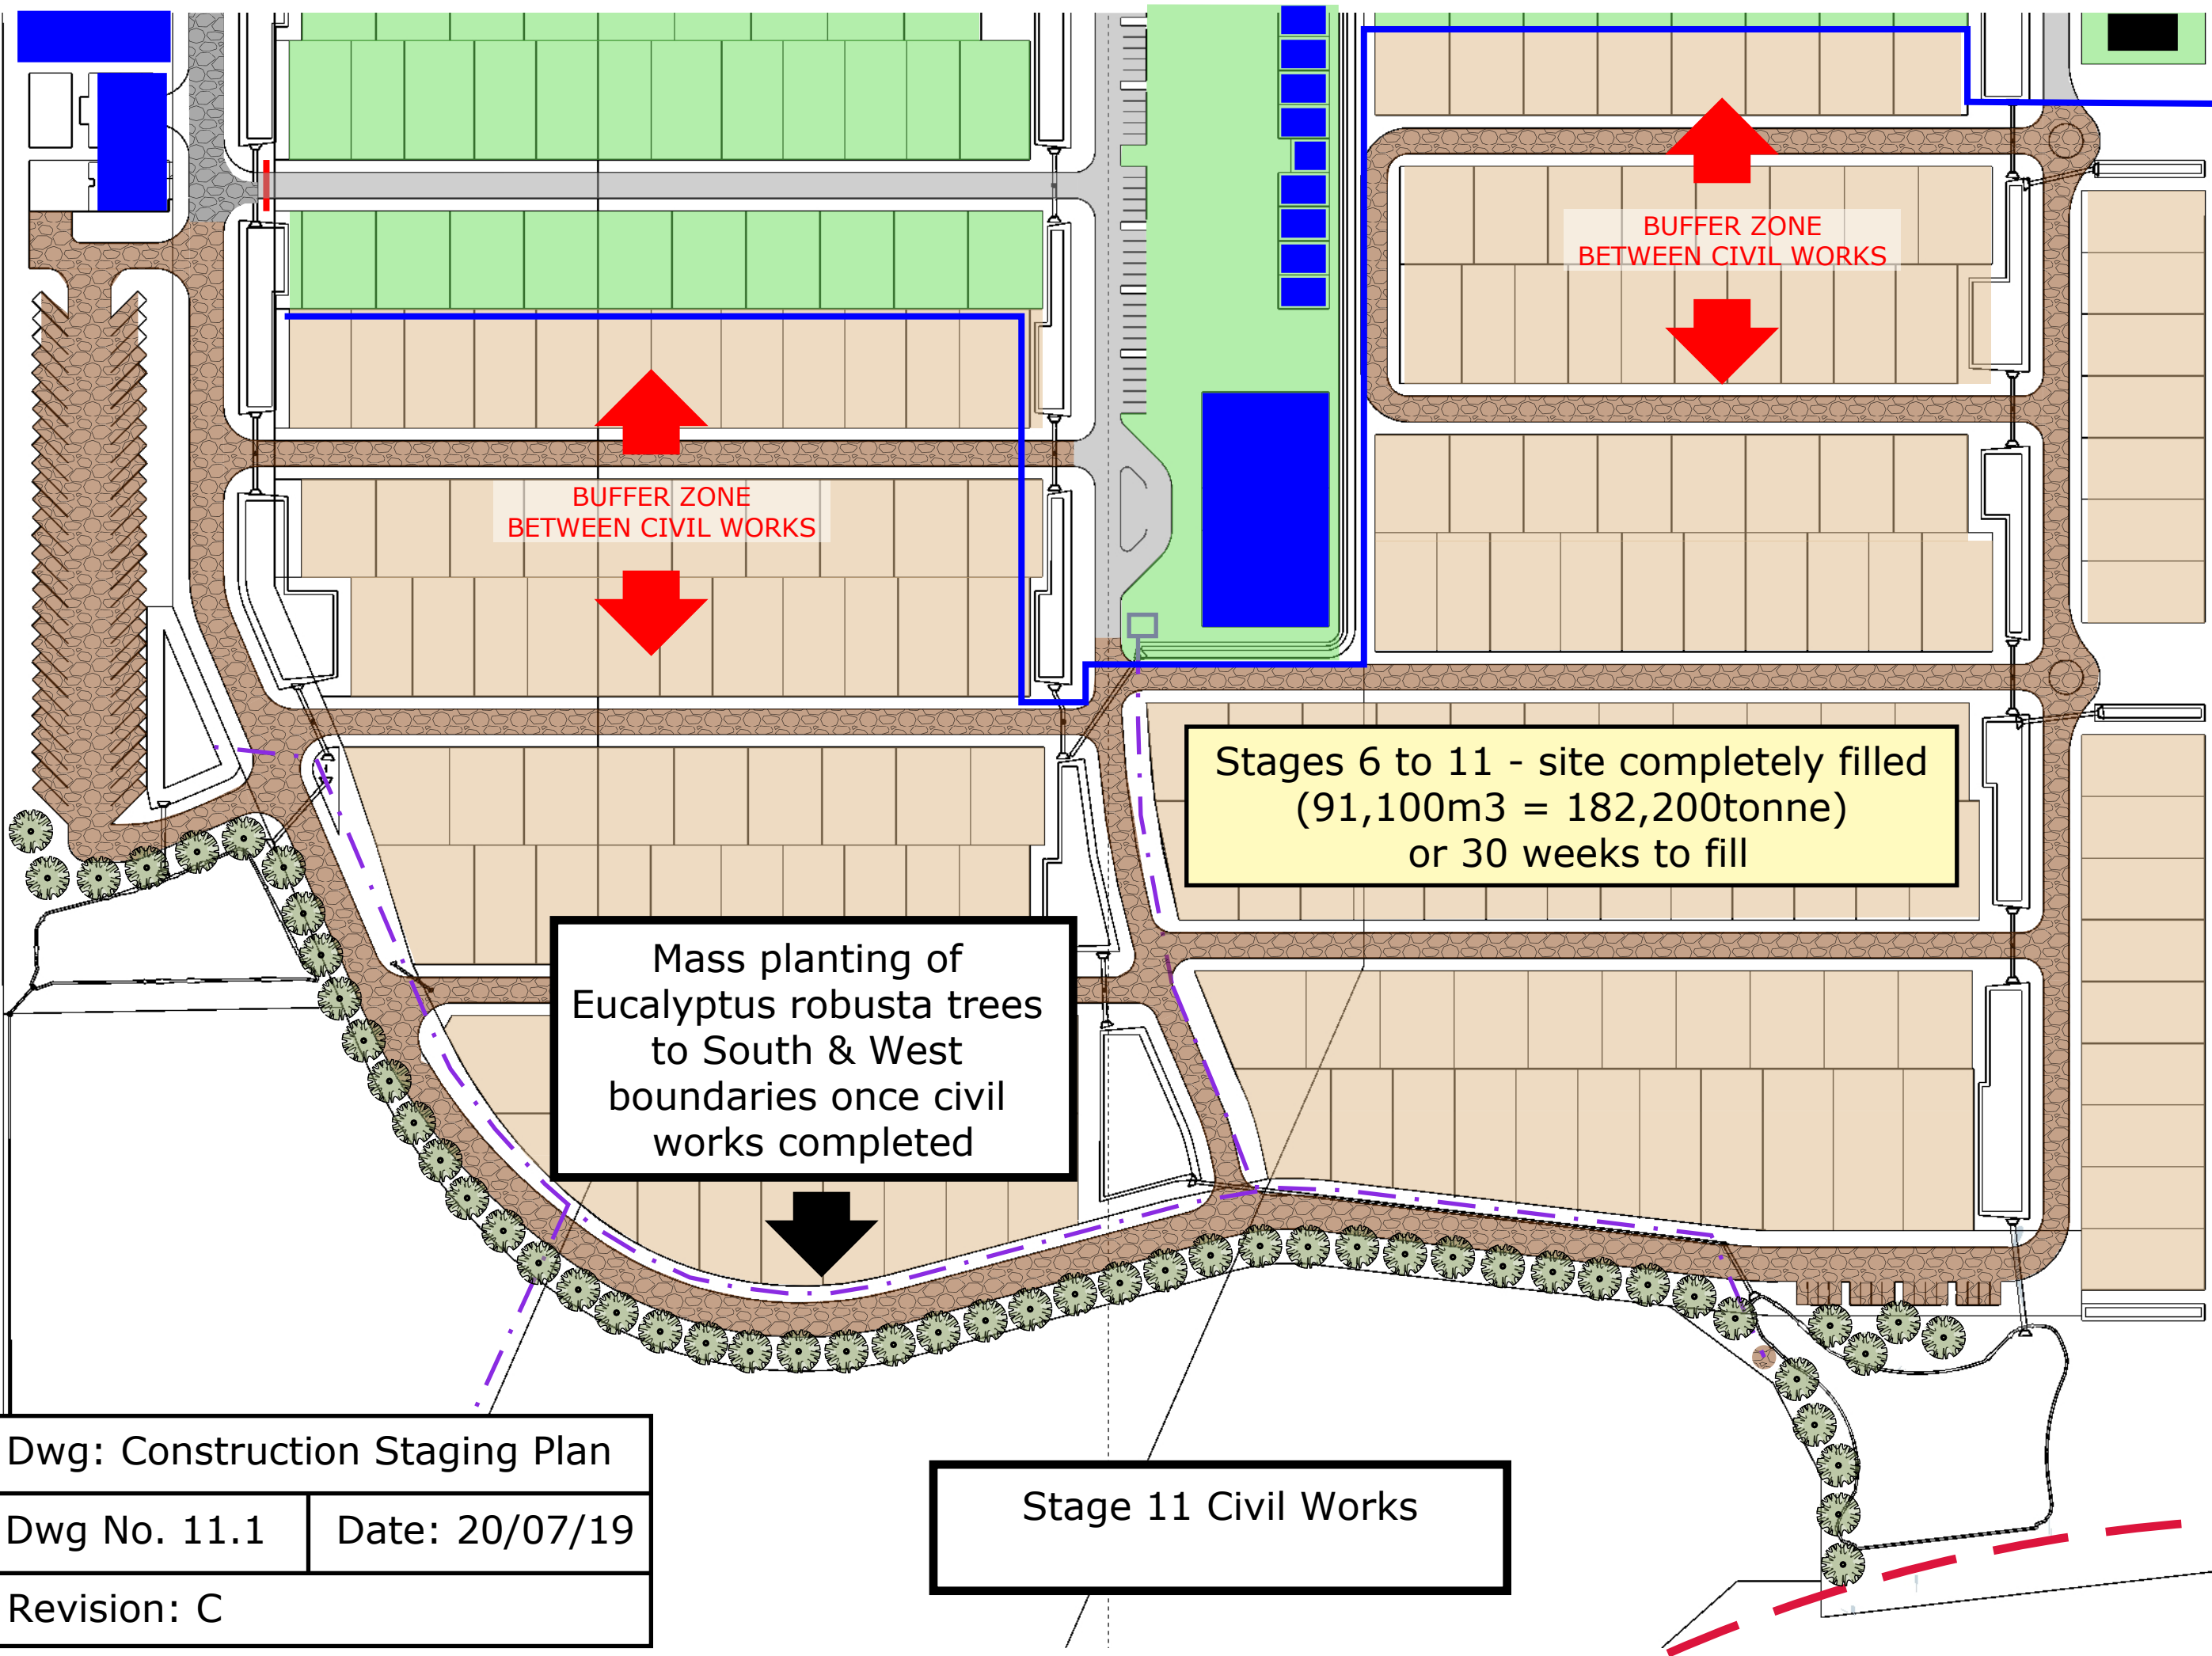 BUFFER ZONE
BETWEEN CIVIL WORKS
BUFFER ZONE
BETWEEN CIVIL WORKS
Stages 6 to 11 - site completely filled
(91,100m3 = 182,200tonne)
or 30 weeks to fill
Mass planting of
Eucalyptus robusta trees
to South & West
boundaries once civil
works completed
Dwg: Construction Staging Plan
Dwg No. 11.1
Date: 20/07/19
Revision: C
Stage 11 Civil Works